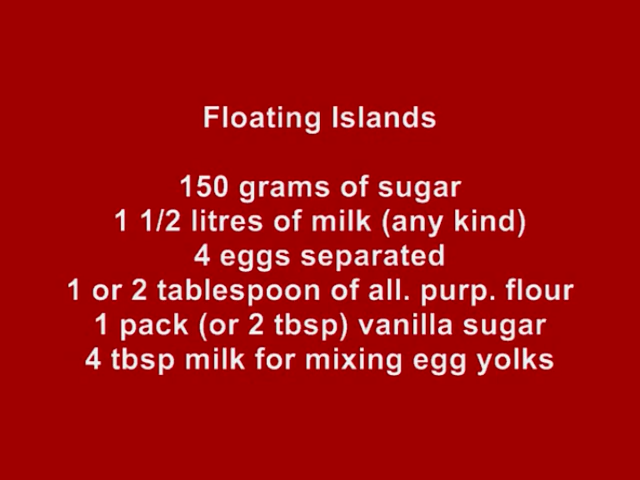 Floating Islands
150 grams of sugar
1 1/2 litres of milk (any kind)
4 eggs separated
1 or 2 tablespoon of all. purp. flour
1 pack (or 2 tbsp) vanilla sugar
4 tbsp milk for mixing egg yolks